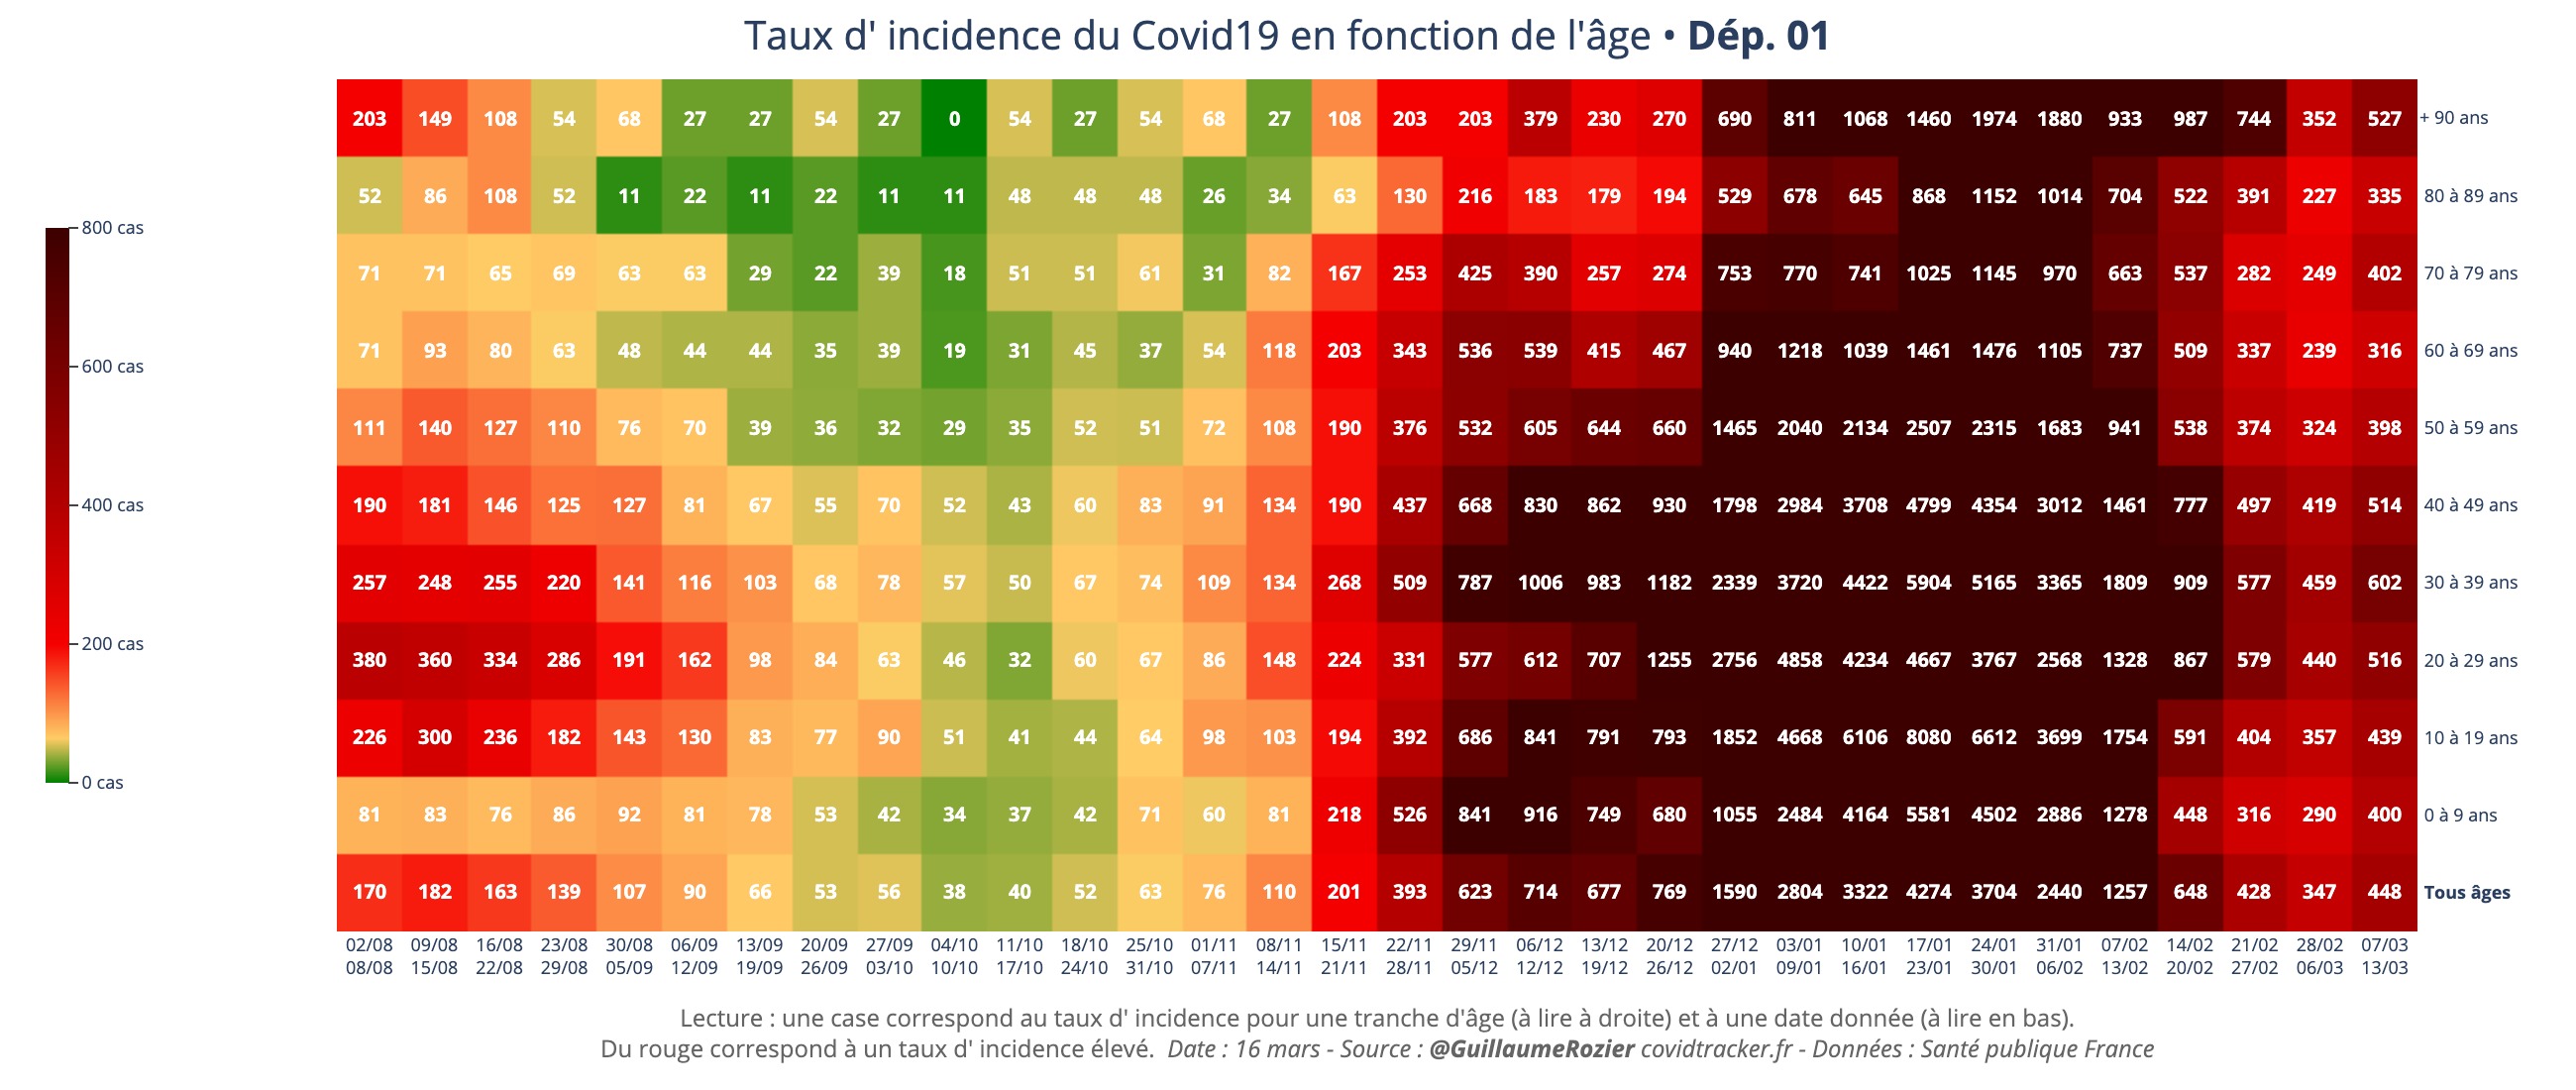 Taux d' incidence du Covid19 en fonction de l'âge • Dép. 01
203 149 108 54 68 27 27 54 27 0 54 27 54 68 27 108 203 203 379 230 270 690 811 1068 1460 1974 1880 933 987 744 352 527 + 90 ans
52 86 108 52 11 22 11 22 11 11 48 48 48 26 34 63 130 216 183 179 194 529 678 645 868 1152 1014 704 522 391 227 335 80 à 89 ans
800 cas
71 71 65 69 63 63 29 22 39 18 51 51 61 31 82 167 253 425 390 257 274 753 770 741 1025 1145 970 663 537 282 249 402 70 à 79 ans
71 93 80 63 48 44 44 35 39 19 31 45 37 54 118 203 343 536 539 415 467 940 1218 1039 1461 1476 1105 737 509 337 239 316 60 à 69 ans
600 cas
111 140 127 110 76 70 39 36 32 29 35 52 51 72 108 190 376 532 605 644 660 1465 2040 2134 2507 2315 1683 941 538 374 324 398 50 à 59 ans
400 cas
190 181 146 125 127 81 67 55 70 52 43 60 83 91 134 190 437 668 830 862 930 1798 2984 3708 4799 4354 3012 1461 777 497 419 514 40 à 49 ans
257 248 255 220 141 116 103 68 78 57 50 67 74 109 134 268 509 787 1006 983 1182 2339 3720 4422 5904 5165 3365 1809 909 577 459 602 30 à 39 ans
200 cas
380 360 334 286 191 162 98 84 63 46 32 60 67 86 148 224 331 577 612 707 1255 2756 4858 4234 4667 3767 2568 1328 867 579 440 516 20 à 29 ans
226 300 236 182 143 130 83 77 90 51 41 44 64 98 103 194 392 686 841 791 793 1852 4668 6106 8080 6612 3699 1754 591 404 357 439 10 à 19 ans
0 cas
81 83 76 86 92 81 78 53 42 34 37 42 71 60 81 218 526 841 916 749 680 1055 2484 4164 5581 4502 2886 1278 448 316 290 400 0 à 9 ans
170 182 163 139 107 90 66 53 56 38 40 52 63 76 110 201 393 623 714 677 769 1590 2804 3322 4274 3704 2440 1257 648 428 347 448 Tous âges
02/08 09/08 16/08 23/08 30/08 06/09 13/09 20/09 27/09 04/10 11/10 18/10 25/10 01/11 08/11 15/11 22/11 29/11 06/12 13/12 20/12 27/12 03/01 10/01 17/01 24/01 31/01 07/02 14/02 21/02 28/02 07/03
08/08 15/08 22/08 29/08 05/09 12/09 19/09 26/09 03/10 10/10 17/10 24/10 31/10 07/11 14/11 21/11 28/11 05/12 12/12 19/12 26/12 02/01 09/01 16/01 23/01 30/01 06/02 13/02 20/02 27/02 06/03 13/03
Lecture : une case correspond au taux d' incidence pour une tranche d'âge (à lire à droite) et à une date donnée (à lire en bas).
Du rouge correspond à un taux d' incidence élevé. Date : 16 mars - Source : @GuillaumeRozier covidtracker.fr - Données : Santé publique France